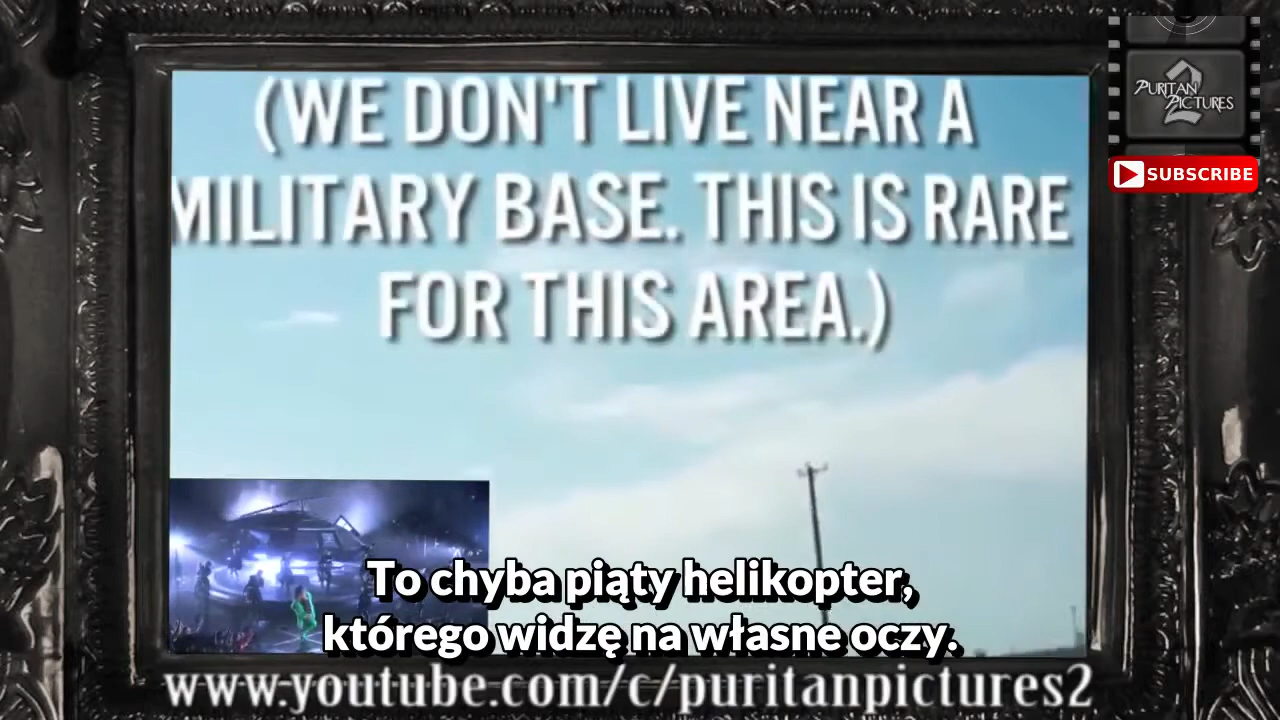 (WE DON'T LIVE NEAR A
MILITARY BASE. THIS IS RARE
FOR THIS AREA.)
PURITAN
2
PICTURES
SUBSCRIBE
To chyba piąty helikopter,
którego widzę na własne oczy.
www.youtube.com/c/puritanpictures2